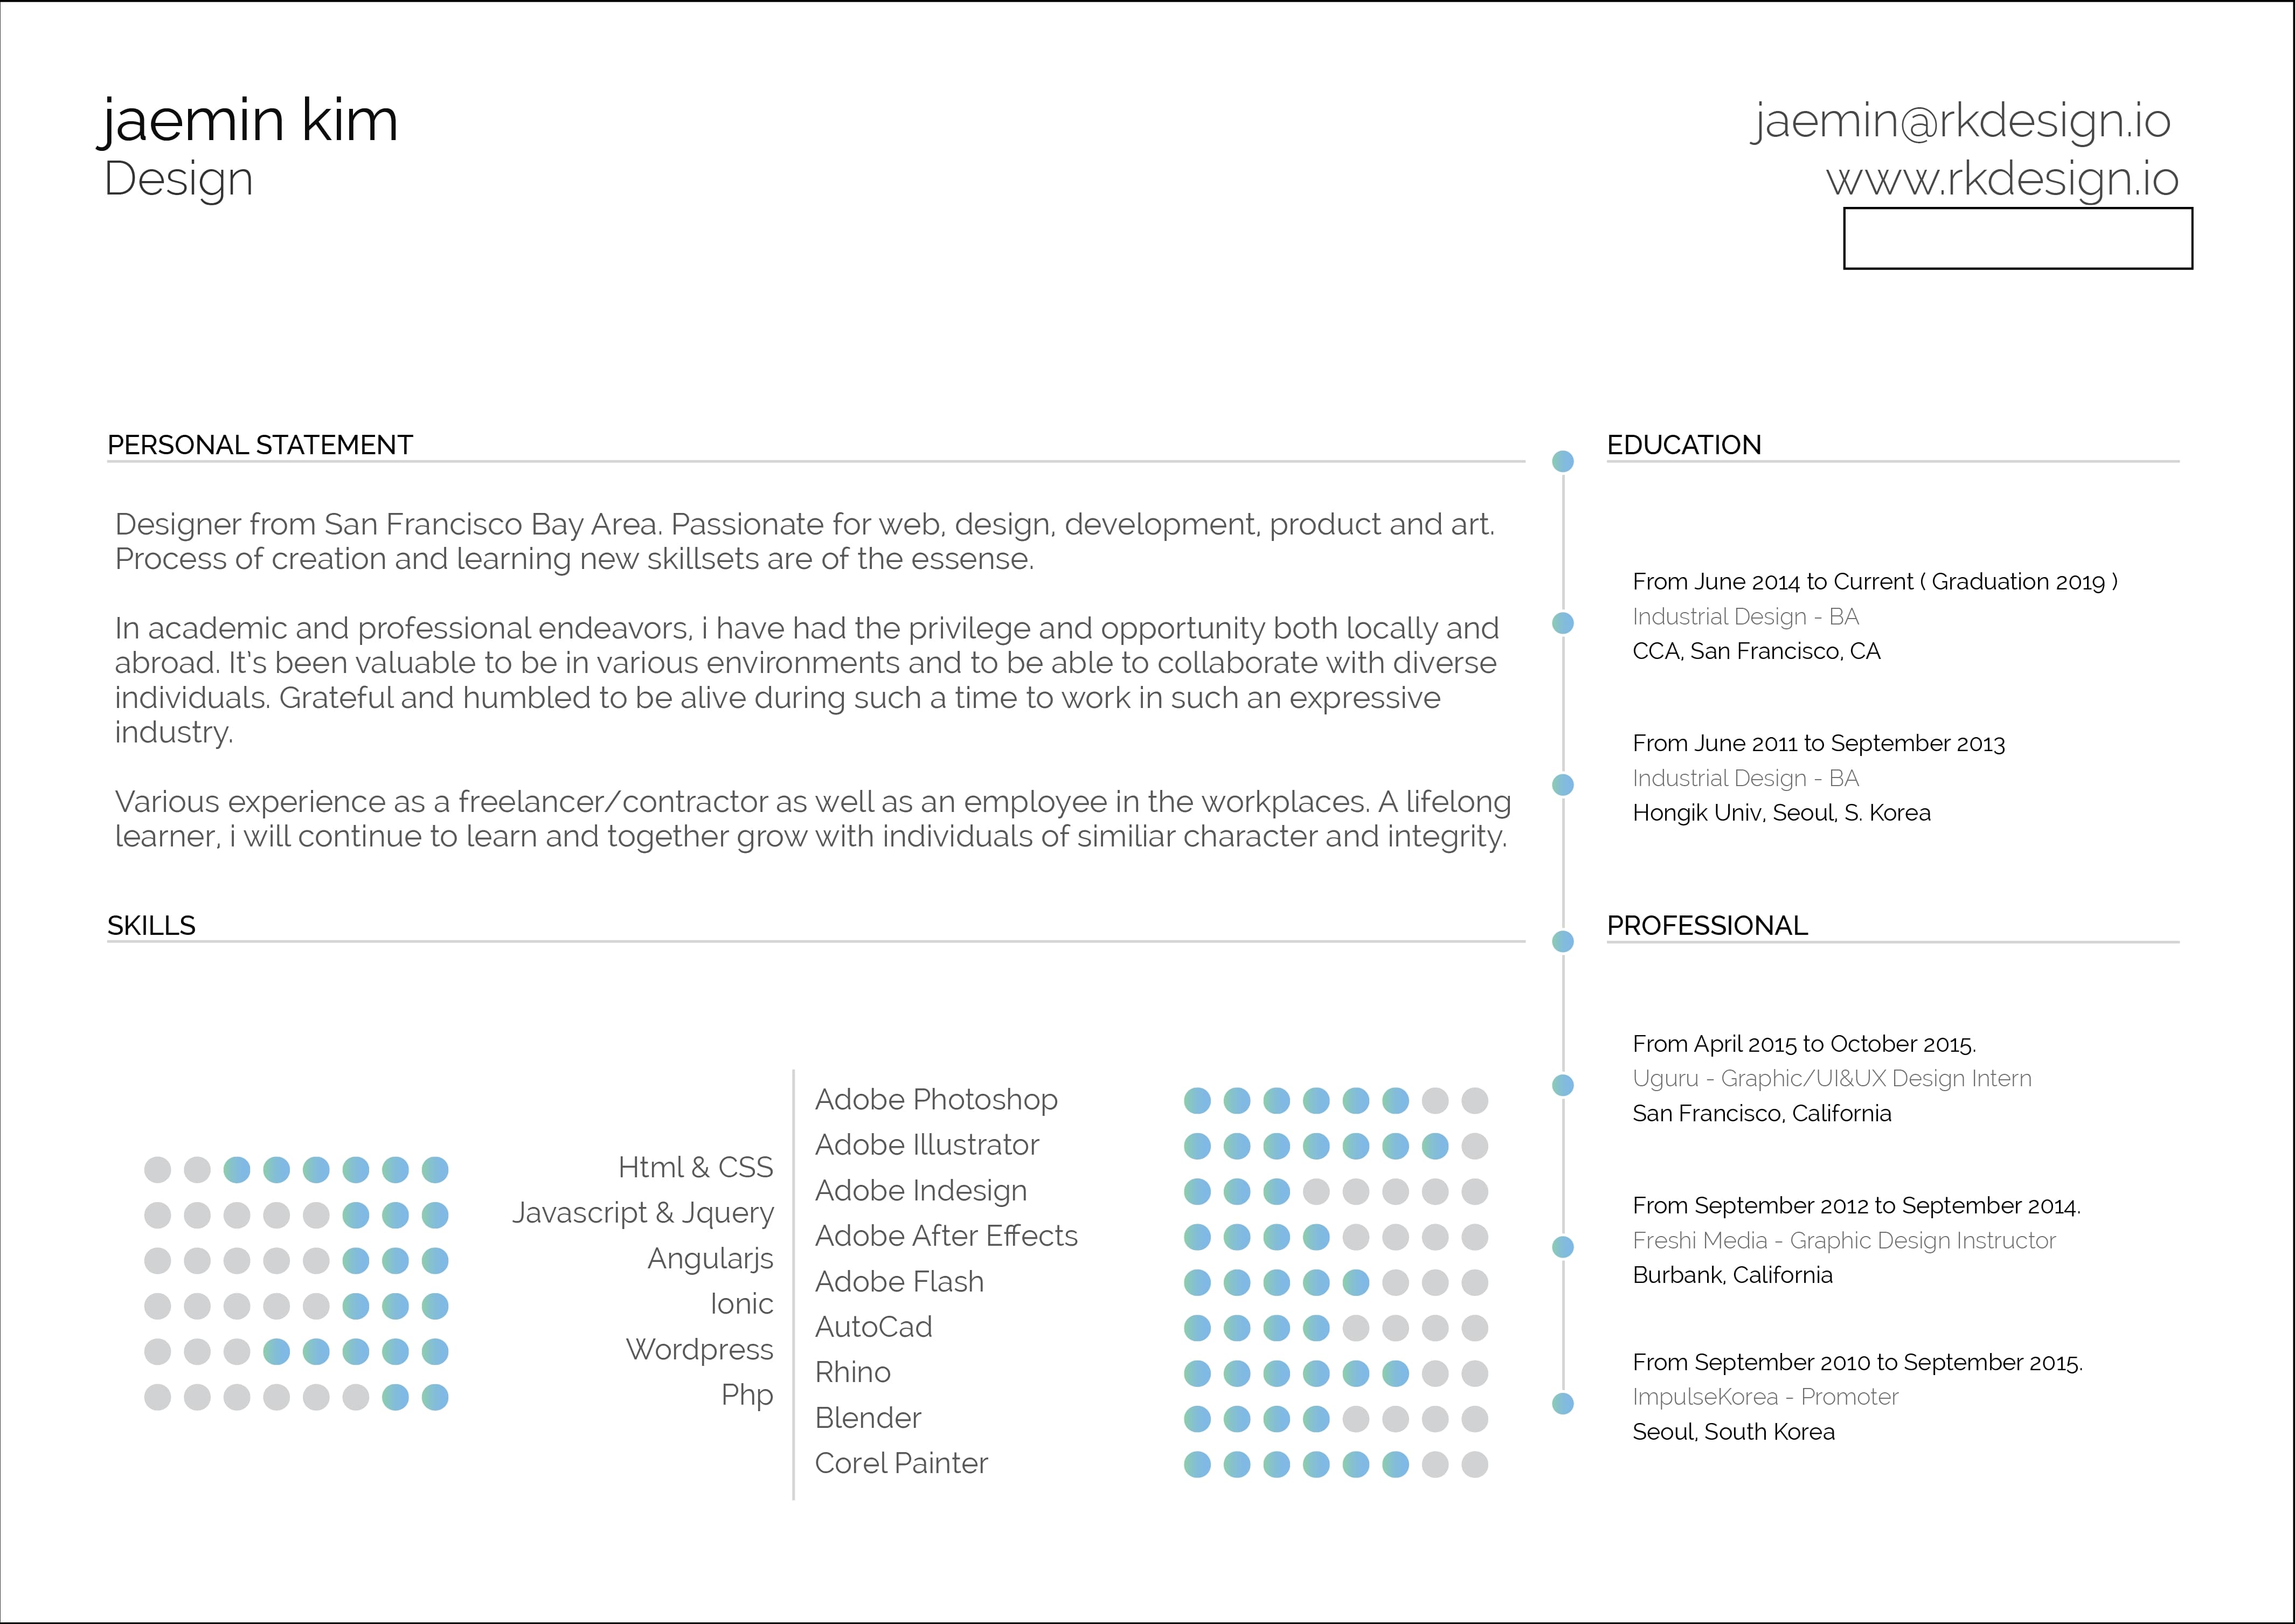 jaemin kim
Design
jaemin@rkdesign.io
www.rkdesign.io
PERSONAL STATEMENT
Designer from San Francisco Bay Area. Passionate for web, design, development, product and art.
Process of creation and learning new skillsets are of the essense.
In academic and professional endeavors, i have had the privilege and opportunity both locally and
abroad. It's been valuable to be in various environments and to be able to collaborate with diverse
individuals. Grateful and humbled to be alive during such a time to work in such an expressive
industry.
Various experience as a freelancer/contractor as well as an employee in the workplaces. A lifelong
learner, i will continue to learn and together grow with individuals of similiar character and integrity.
SKILLS
Html & CSS
Javascript & Jquery
Angularjs
Ionic
Wordpress
Php
Adobe Photoshop
Adobe Illustrator
Adobe Indesign
Adobe After Effects
Adobe Flash
AutoCad
Rhino
Blender
Corel Painter
EDUCATION
From June 2014 to Current ( Graduation 2019 )
Industrial Design - BA
CCA, San Francisco, CA
From June 2011 to September 2013
Industrial Design - BA
Hongik Univ, Seoul, S. Korea
PROFESSIONAL
From April 2015 to October 2015.
Uguru - Graphic/UI&UX Design Intern
San Francisco, California
From September 2012 to September 2014.
Freshi Media - Graphic Design Instructor
Burbank, California
From September 2010 to September 2015.
ImpulseKorea - Promoter
Seoul, South Korea